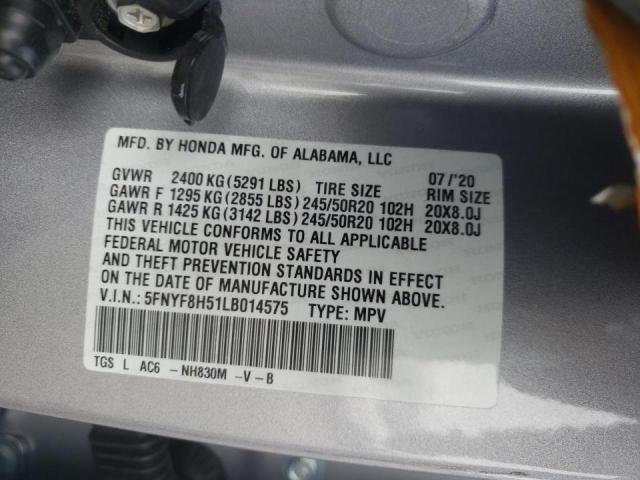 MFD. BY HONDA MFG. OF ALABAMA, LLC
GVWR 2400 KG (5291 LBS) TIRE SIZE 07/'20 RIM SIZE
GAWR F 1295 KG (2855 LBS) 245/50R20 102H 20X8.0J
GAWR R 1425 KG (3142 LBS) 245/50R20 102H 20X8.0J
THIS VEHICLE CONFORMS TO ALL APPLICABLE
FEDERAL MOTOR VEHICLE SAFETY
AND THEFT PREVENTION STANDARDS IN EFFECT
ON THE DATE OF MANUFACTURE SHOWN ABOVE.
V.I.N.: 5FNYF8H51LB014575 TYPE: MPV
TGS L AC6 - NH830M -V-B